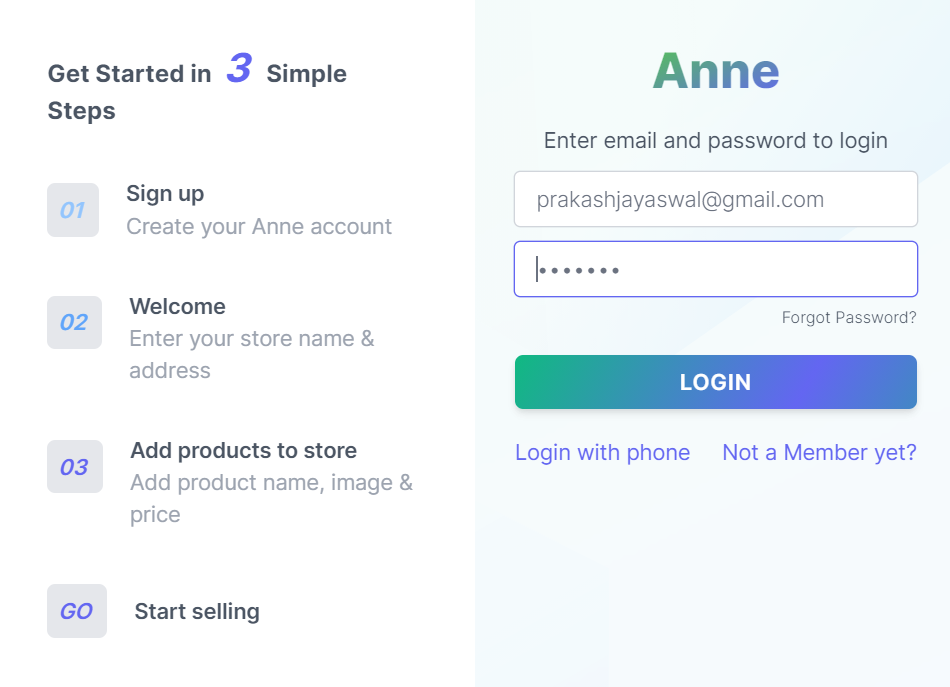 Get Started in 3 Simple
Steps
01
Sign up
Create your Anne account
02
Welcome
Enter your store name &
address
03
Add products to store
Add product name, image &
price
GO
Start selling
Anne
Enter email and password to login
prakashjayaswal@gmail.com
•••••••
Forgot Password?
LOGIN
Login with phone
Not a Member yet?